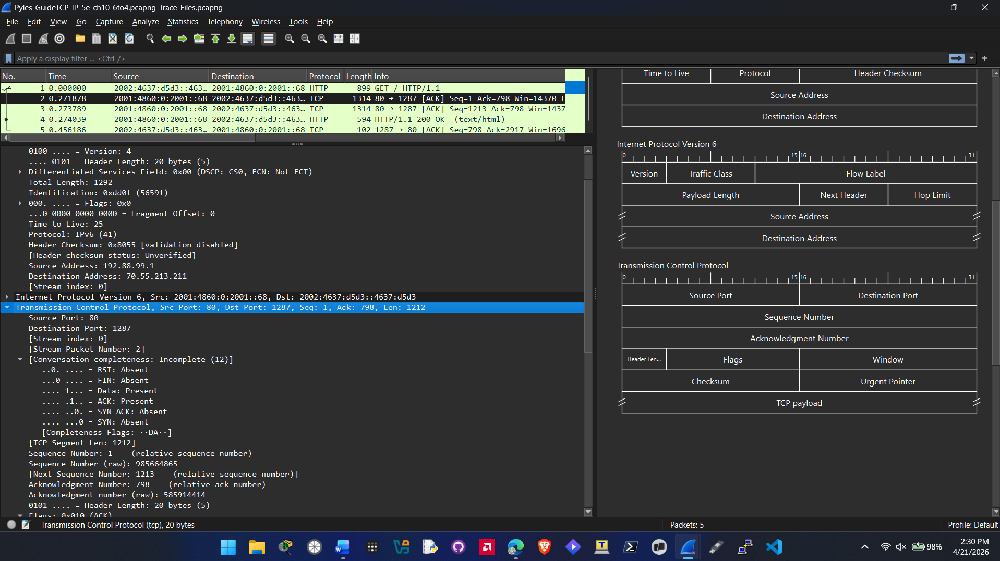 Pyles_GuideTCP-IP_5e_ch10_6to4.pcapng_Trace_Files.pcapng
File Edit View Go Capture Analyze Statistics Telephony Wireless Tools Help
Apply a display filter ... <Ctrl-/>
No. Time Source Destination Protocol Length Info
1 0.000000 2002:4637:d5d3::463… 2001:4860:0:2001::68 HTTP 899 GET / HTTP/1.1
2 0.271878 2001:4860:0:2001::68 2002:4637:d5d3::463… TCP 1314 80 → 1287 [ACK] Seq=1 Ack=798 Win=14370 L
3 0.273789 2001:4860:0:2001::68 2002:4637:d5d3::463… TCP 1314 80 → 1287 [ACK] Seq=1213 Ack=798 Win=1437
4 0.274039 2001:4860:0:2001::68 2002:4637:d5d3::463… HTTP 594 HTTP/1.1 200 OK (text/html)
5 0.456186 2002:4637:d5d3::463… 2001:4860:0:2001::68 TCP 102 1287 → 80 [ACK] Seq=798 Ack=2917 Win=1696
0100 .... = Version: 4
.... 0101 = Header Length: 20 bytes (5)
Differentiated Services Field: 0x00 (DSCP: CS0, ECN: Not-ECT)
Total Length: 1292
Identification: 0xdd0f (56591)
000. .... = Flags: 0x0
...0 0000 0000 0000 = Fragment Offset: 0
Time to Live: 25
Protocol: IPv6 (41)
Header Checksum: 0x8055 [validation disabled]
[Header checksum status: Unverified]
Source Address: 192.88.99.1
Destination Address: 70.55.213.211
[Stream index: 0]
Internet Protocol Version 6, Src: 2001:4860:0:2001::68, Dst: 2002:4637:d5d3::4637:d5d3
Transmission Control Protocol, Src Port: 80, Dst Port: 1287, Seq: 1, Ack: 798, Len: 1212
Source Port: 80
Destination Port: 1287
[Stream index: 0]
[Stream Packet Number: 2]
[Conversation completeness: Incomplete (12)]
..0. .... = RST: Absent
...0 .... = FIN: Absent
.... 1... = Data: Present
.... .1.. = ACK: Present
.... ..0. = SYN-ACK: Absent
.... ...0 = SYN: Absent
[Completeness Flags: ··DA··]
[TCP Segment Len: 1212]
Sequence Number: 1 (relative sequence number)
Sequence Number (raw): 985664865
[Next Sequence Number: 1213 (relative sequence number)]
Acknowledgment Number: 798 (relative ack number)
Acknowledgment number (raw): 585914414
0101 .... = Header Length: 20 bytes (5)
Flags: 0x010 (ACK)
Time to Live Protocol Header Checksum
Source Address
Destination Address
Internet Protocol Version 6
0 15 16 31
Version Traffic Class Flow Label
Payload Length Next Header Hop Limit
Source Address
Destination Address
Transmission Control Protocol
0 15 16 31
Source Port Destination Port
Sequence Number
Acknowledgment Number
Header Len... Flags Window
Checksum Urgent Pointer
TCP payload
Transmission Control Protocol (tcp), 20 bytes Packets: 5 Profile: Default
98% 2:30 PM
4/21/2026